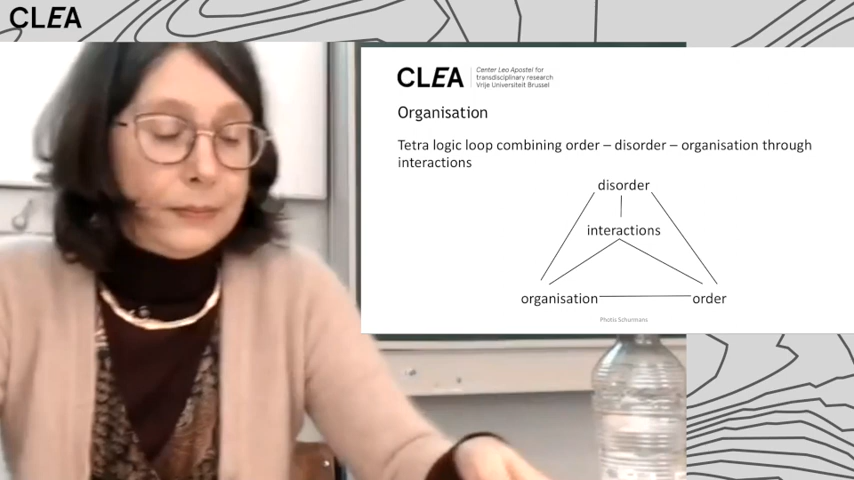 CLEA
CLEA
Center Leo Apostel for
transdisciplinary research
Vrije Universiteit Brussel
Organisation
Tetra logic loop combining order – disorder – organisation through
interactions
disorder
interactions
organisation
order
Photis Schurmans